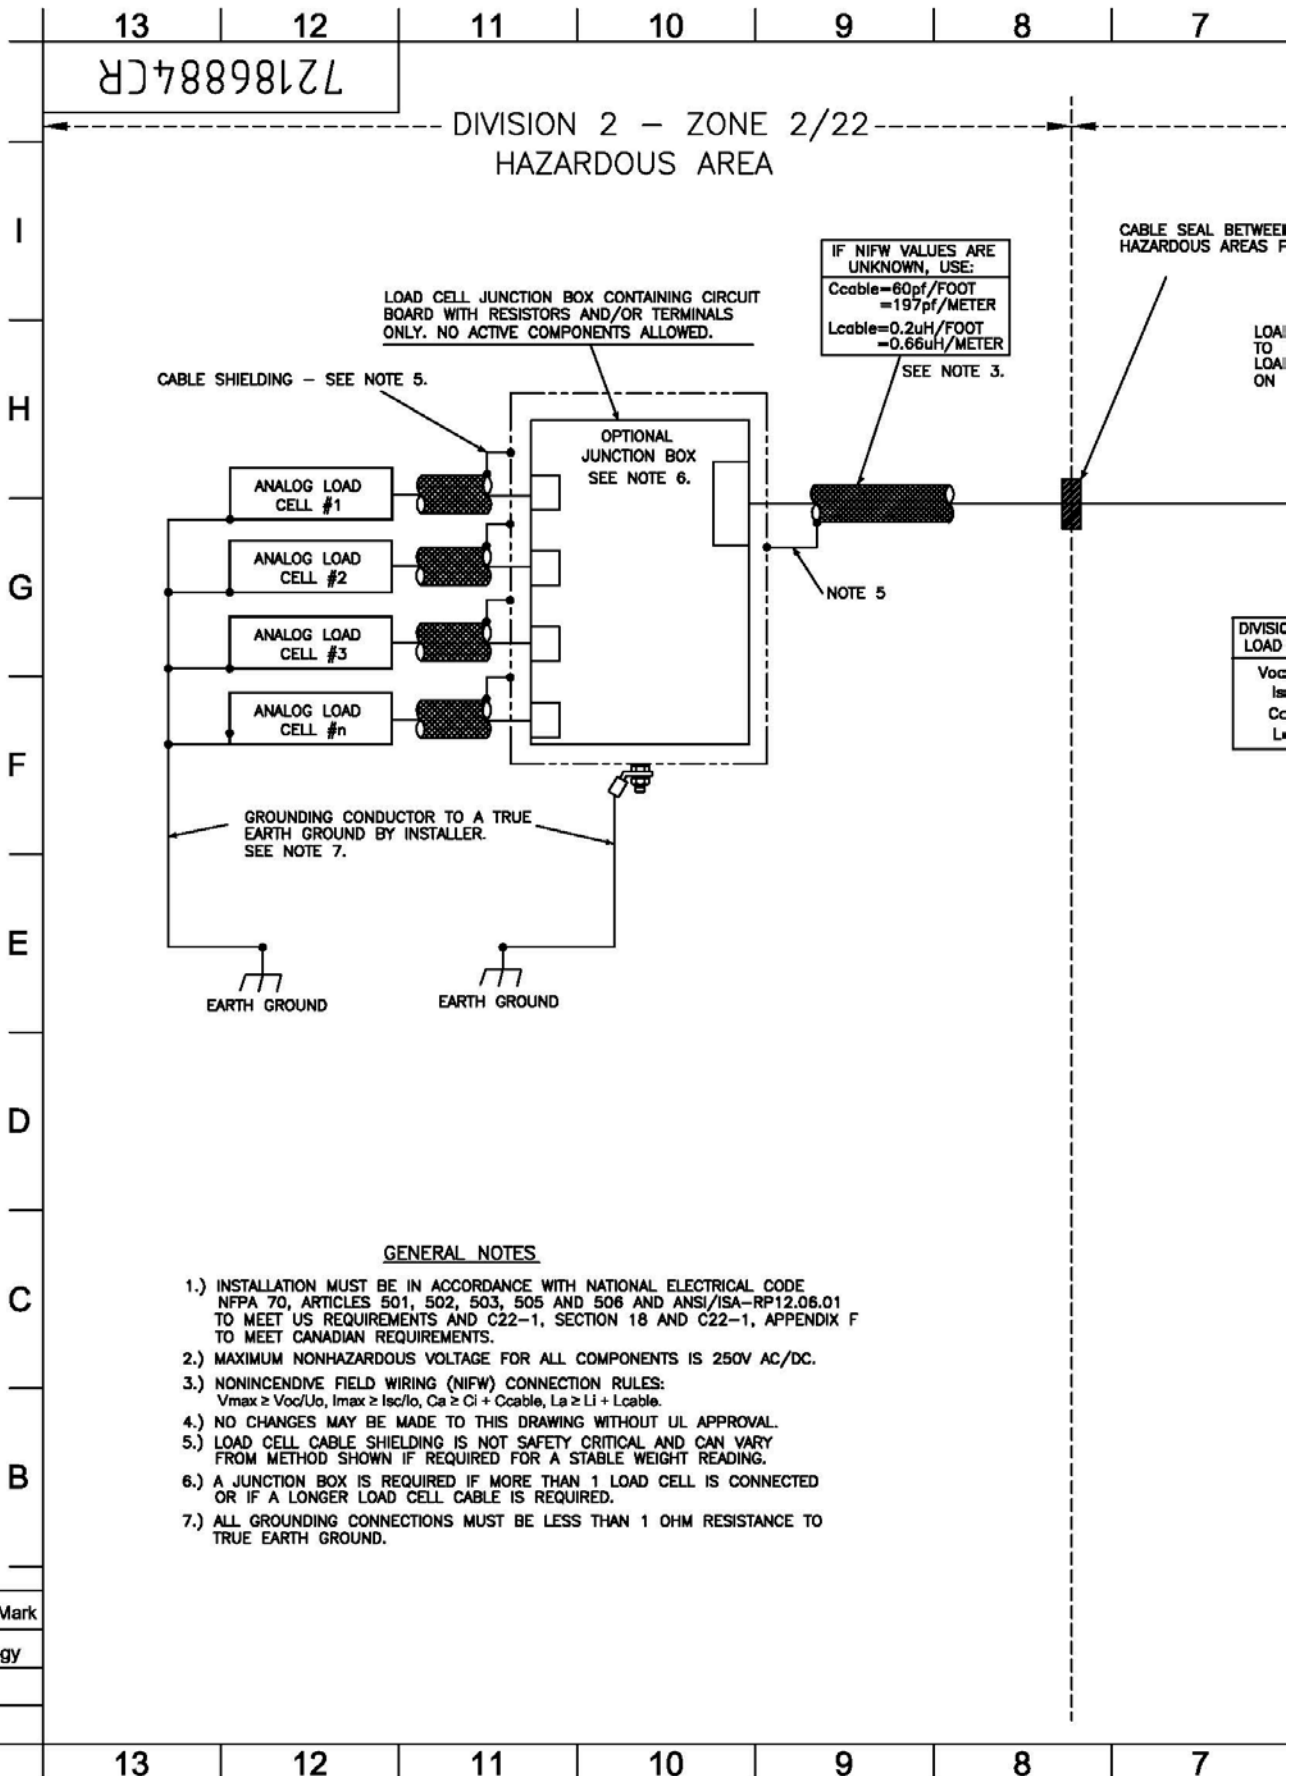 13 12 11 10 9 8 7
72186884CR
DIVISION 2 - ZONE 2/22
HAZARDOUS AREA
I
CABLE SEAL
HAZARDOUS AREAS
IF NIFW VALUES ARE
UNKNOWN, USE:
Ccable=60pf/FOOT
=197pf/METER
Lcable=0.2uH/FOOT
=0.66uH/METER
SEE NOTE 3.
LOAD CELL JUNCTION BOX CONTAINING CIRCUIT
BOARD WITH RESISTORS AND/OR TERMINALS
ONLY. NO ACTIVE COMPONENTS ALLOWED.
TO
ON
CABLE SHIELDING - SEE NOTE 5.
H
OPTIONAL
JUNCTION BOX
SEE NOTE 6.
ANALOG LOAD
CELL #1
ANALOG LOAD
CELL #2
G
NOTE 5
ANALOG LOAD
CELL #3
LOAD
ANALOG LOAD
CELL #n
F
GROUNDING CONDUCTOR TO A TRUE
EARTH GROUND BY INSTALLER.
SEE NOTE 7.
E
EARTH GROUND
EARTH GROUND
D
GENERAL NOTES
C
1.) INSTALLATION MUST BE IN ACCORDANCE WITH NATIONAL ELECTRICAL CODE
NFPA 70, ARTICLES 501, 502, 503, 505 AND 506 AND ANSI/ISA-RP12.06.01
TO MEET US REQUIREMENTS AND C22-1, SECTION 18 AND C22-1, APPENDIX F
TO MEET CANADIAN REQUIREMENTS.
2.) MAXIMUM NONHAZARDOUS VOLTAGE FOR ALL COMPONENTS IS 250V AC/DC.
3.) NONINCENDIVE FIELD WIRING (NIFW) CONNECTION RULES:
Vmax ≥ Voc/Uo, Imax ≥ Isc/Io, Ca ≥ Ci + Ccable, La ≥ Li + Lcable.
4.) NO CHANGES MAY BE MADE TO THIS DRAWING WITHOUT UL APPROVAL.
5.) LOAD CELL CABLE SHIELDING IS NOT SAFETY CRITICAL AND CAN VARY
FROM METHOD SHOWN IF REQUIRED FOR A STABLE WEIGHT READING.
B
6.) A JUNCTION BOX IS REQUIRED IF MORE THAN 1 LOAD CELL IS CONNECTED
OR IF A LONGER LOAD CELL CABLE IS REQUIRED.
7.) ALL GROUNDING CONNECTIONS MUST BE LESS THAN 1 OHM RESISTANCE TO
TRUE EARTH GROUND.
Mark
gy
13 12 11 10 9 8 7